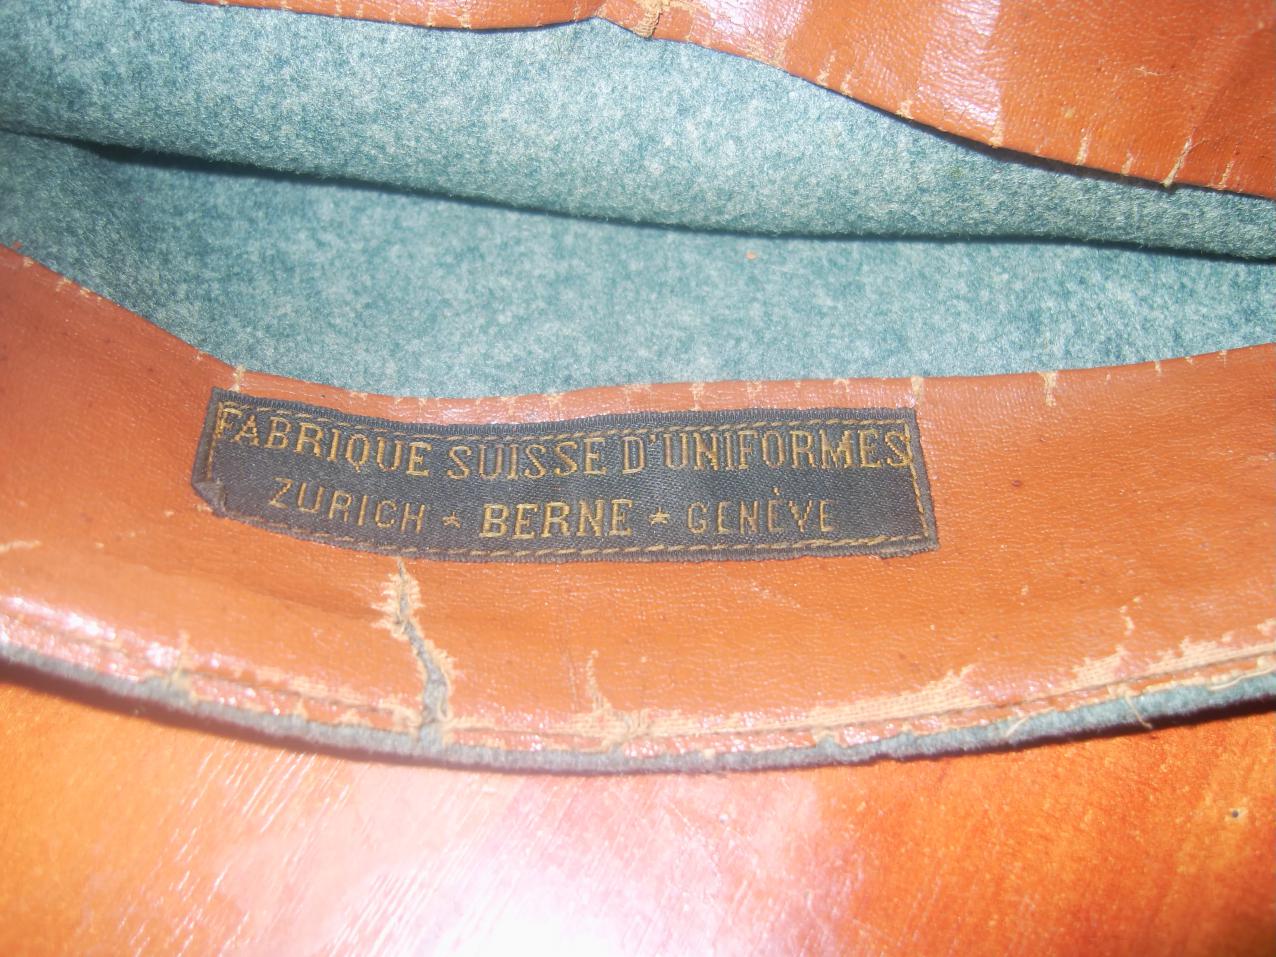 FABRIQUE SUISSE D'UNIFORMES
ZURICH ★ BERNE ★ GENÈVE